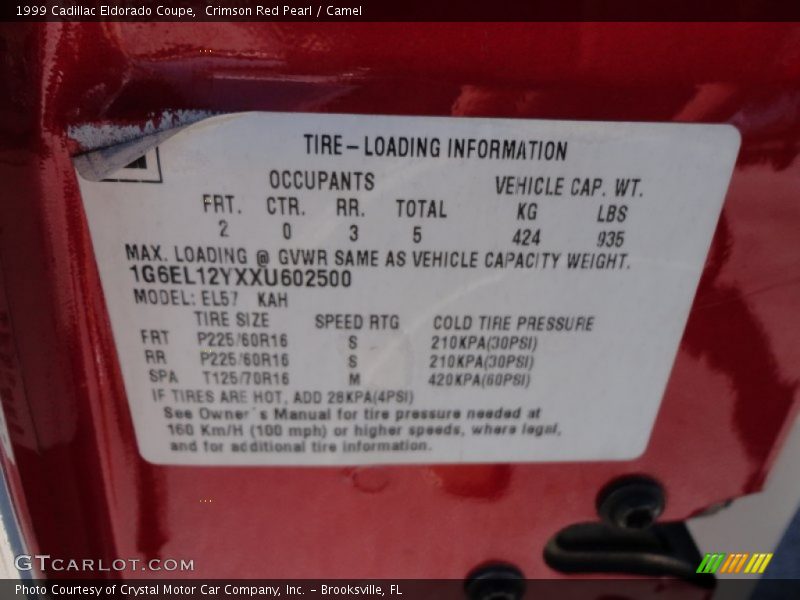 1999 Cadillac Eldorado Coupe,  Crimson Red Pearl / Camel
TIRE-LOADING INFORMATION
OCCUPANTS VEHICLE CAP. WT.
FRT. CTR. RR. TOTAL KG LBS
2 0 3 5 424 935
MAX. LOADING @ GVWR SAME AS VEHICLE CAPACITY WEIGHT.
1G6EL12YXXU602500
MODEL: EL57 KAH
TIRE SIZE SPEED RTG COLD TIRE PRESSURE
FRT P225/60R16 S 210KPA(30PSI)
RR P225/60R16 S 210KPA(30PSI)
SPA T125/70R16 M 420KPA(60PSI)
IF TIRES ARE HOT, ADD 28KPA(4PSI)
See Owner's Manual for tire pressure needed at
160 Km/H (100 mph) or higher speeds, where legal,
and for additional tire information.
GTCARLOT.COM
Photo Courtesy of Crystal Motor Car Company, Inc. – Brooksville, FL